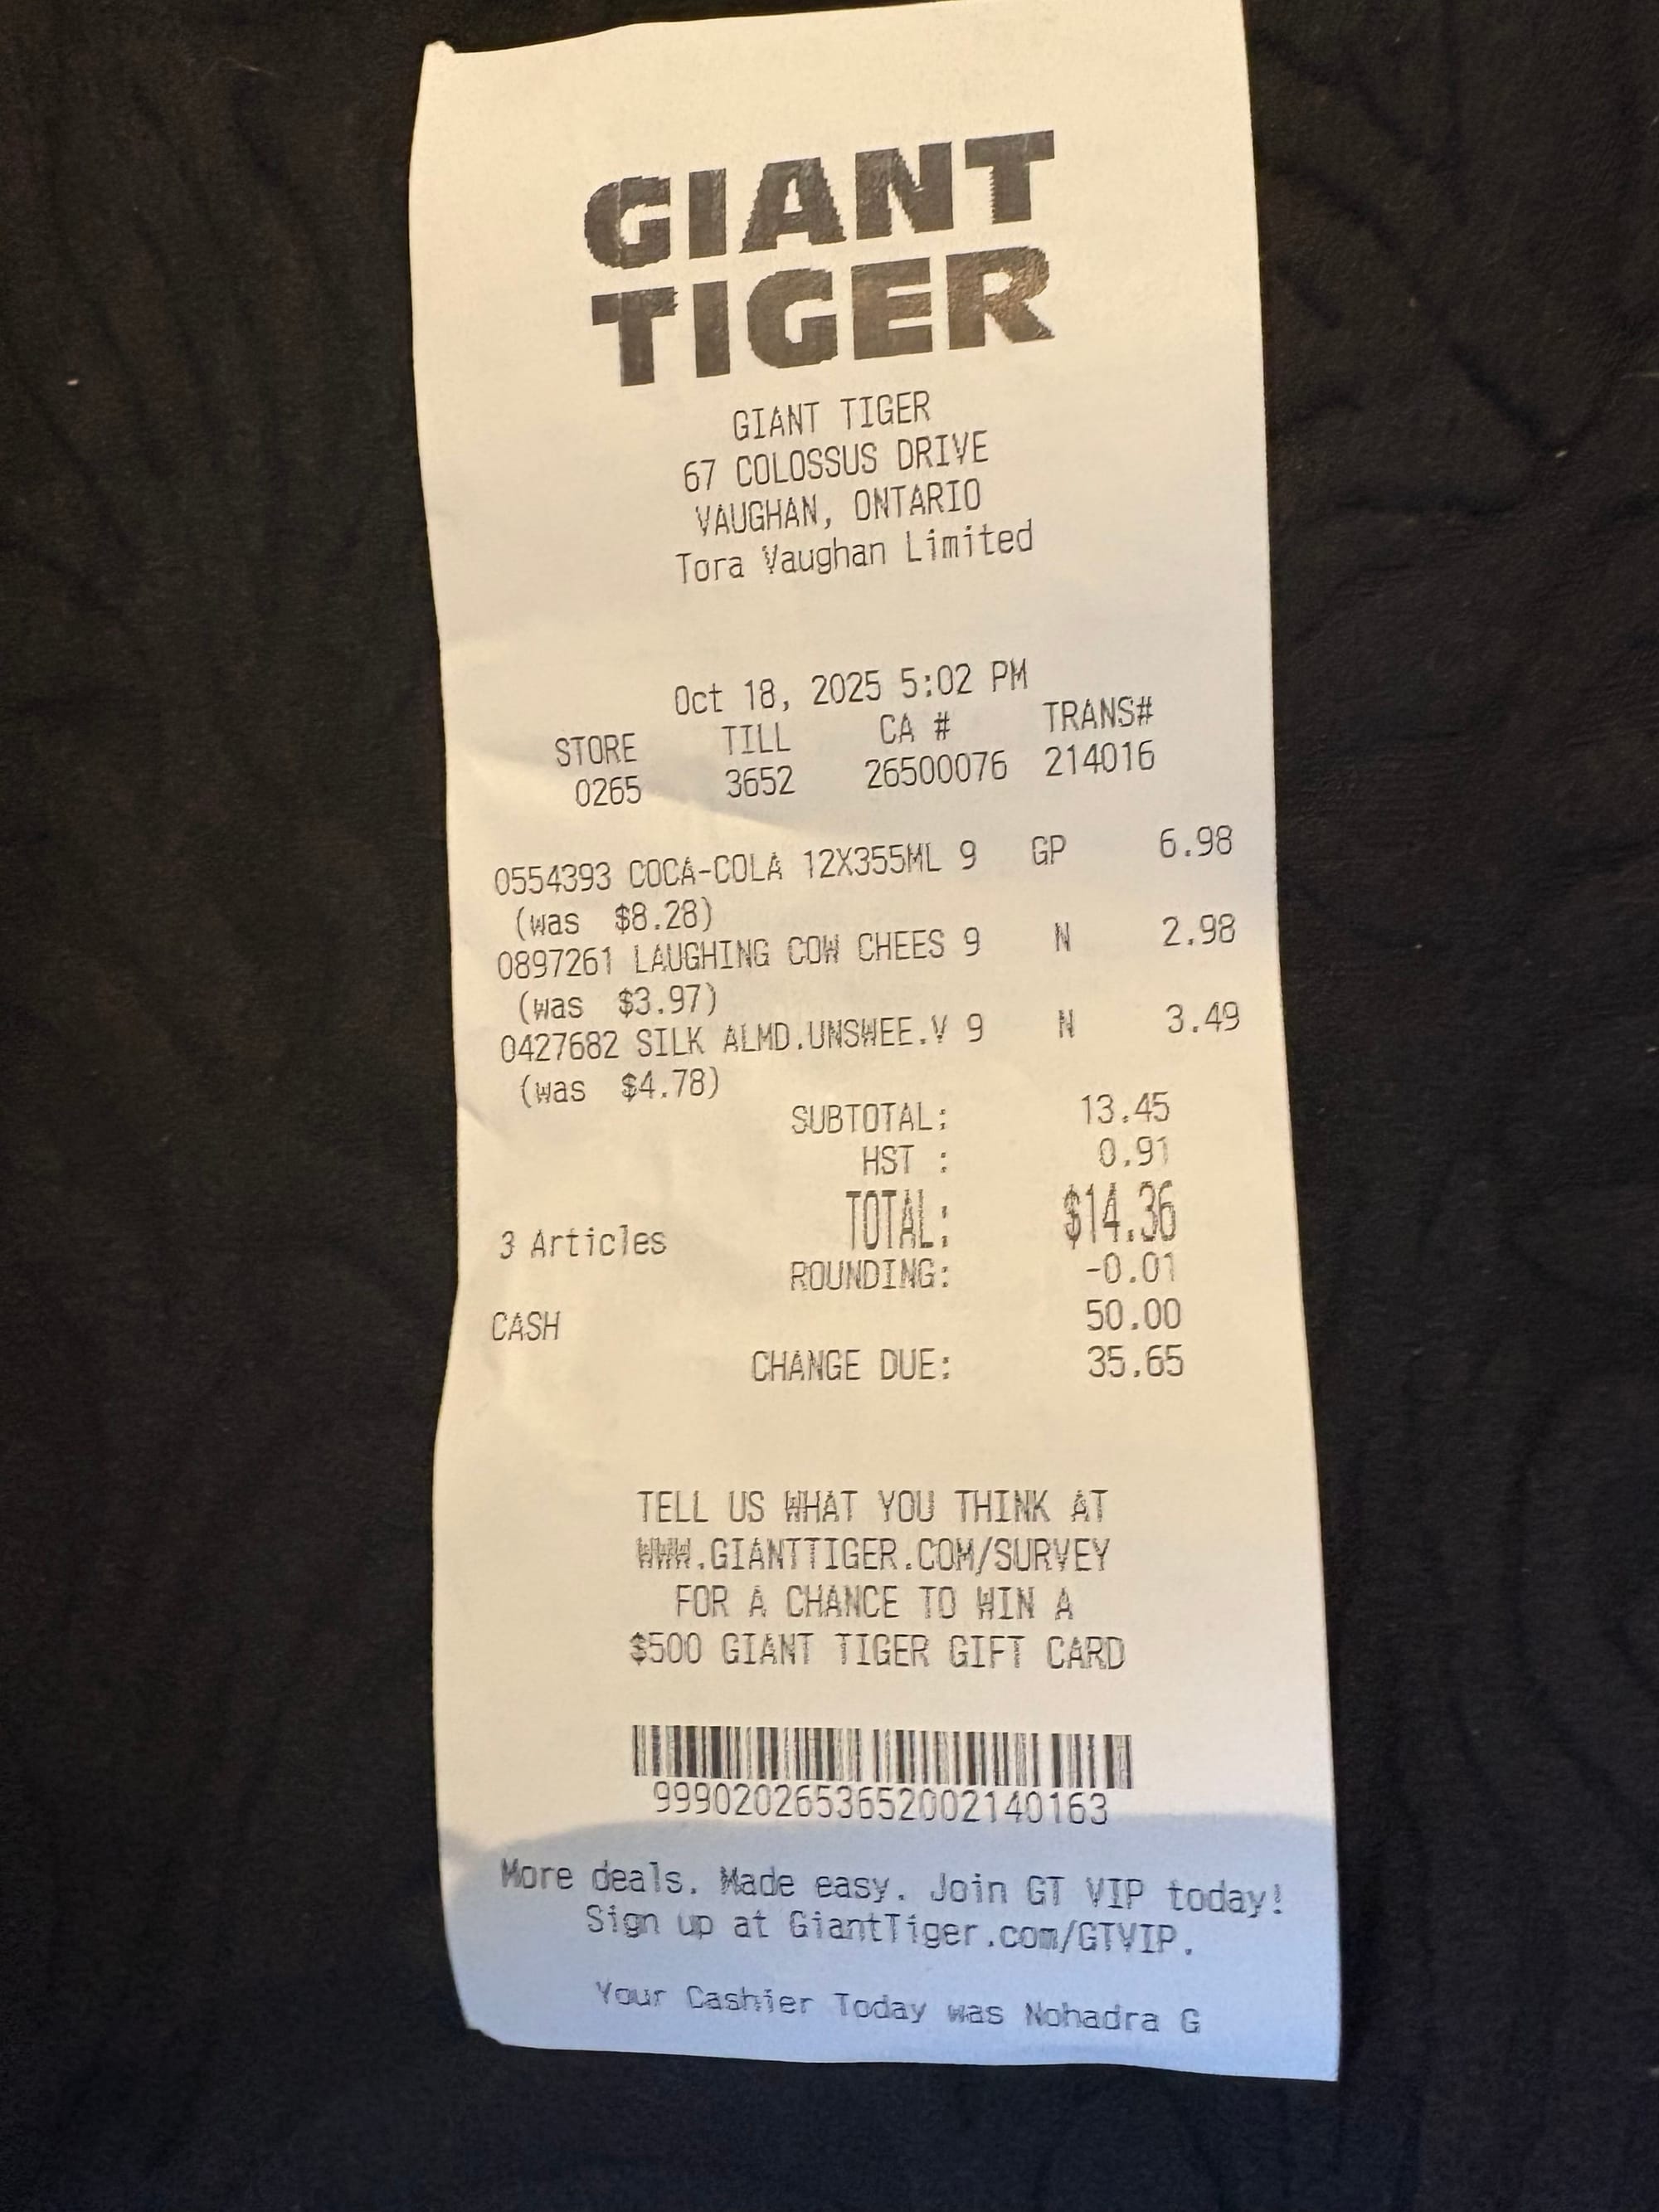 GIANT
TIGER
GIANT TIGER
67 COLOSSUS DRIVE
VAUGHAN, ONTARIO
Tora Vaughan Limited
Oct 18, 2025 5:02 PM
STORE TILL CA # TRANS#
0265 3652 26500076 214016
0554393 COCA-COLA 12X355ML 9 GP 6.98
(was $8.28)
0897261 LAUGHING COW CHEES 9 N 2.98
(was $3.97)
0427682 SILK ALMD.UNSWEE.V 9 N 3.49
(was $4.78)
SUBTOTAL: 13.45
HST : 0.91
3 Articles TOTAL: $14.36
ROUNDING: -0.01
CASH 50.00
CHANGE DUE: 35.65
TELL US WHAT YOU THINK AT
WWW.GIANTTIGER.COM/SURVEY
FOR A CHANCE TO WIN A
$500 GIANT TIGER GIFT CARD
9990202653652002140163
More deals. Made easy. Join GT VIP today!
Sign up at GiantTiger.com/GTVIP.
Your Cashier Today was Nohadra G